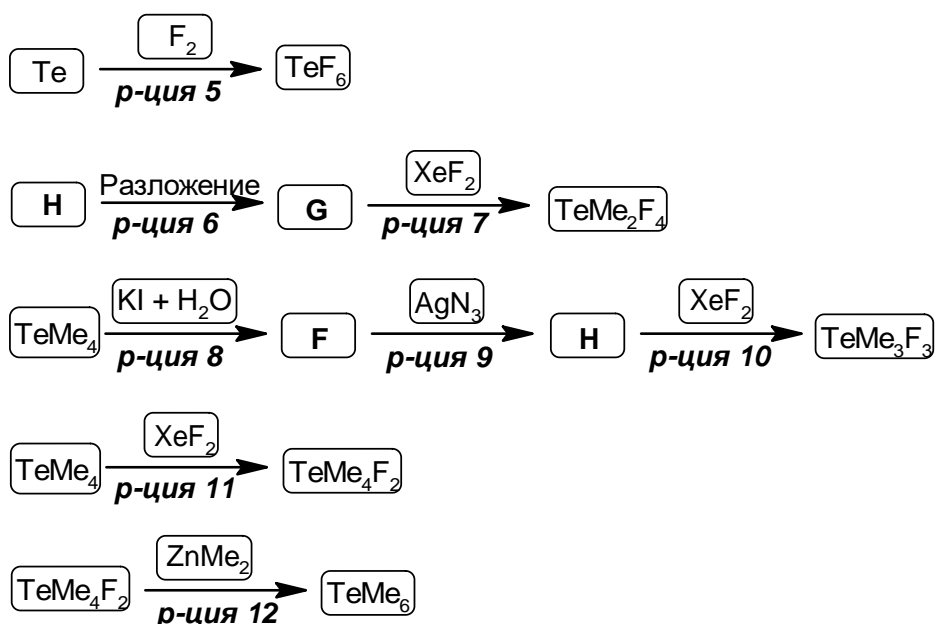 F₂
Te TeF₆
р-ция 5
H Разложение G XeF₂ TeMe₂F₄
р-ция 6 р-ция 7
TeMe₄ KI + H₂O F AgN₃ H XeF₂ TeMe₃F₃
р-ция 8 р-ция 9 р-ция 10
XeF₂
TeMe₄ TeMe₄F₂
р-ция 11
ZnMe₂
TeMe₄F₂ TeMe₆
р-ция 12